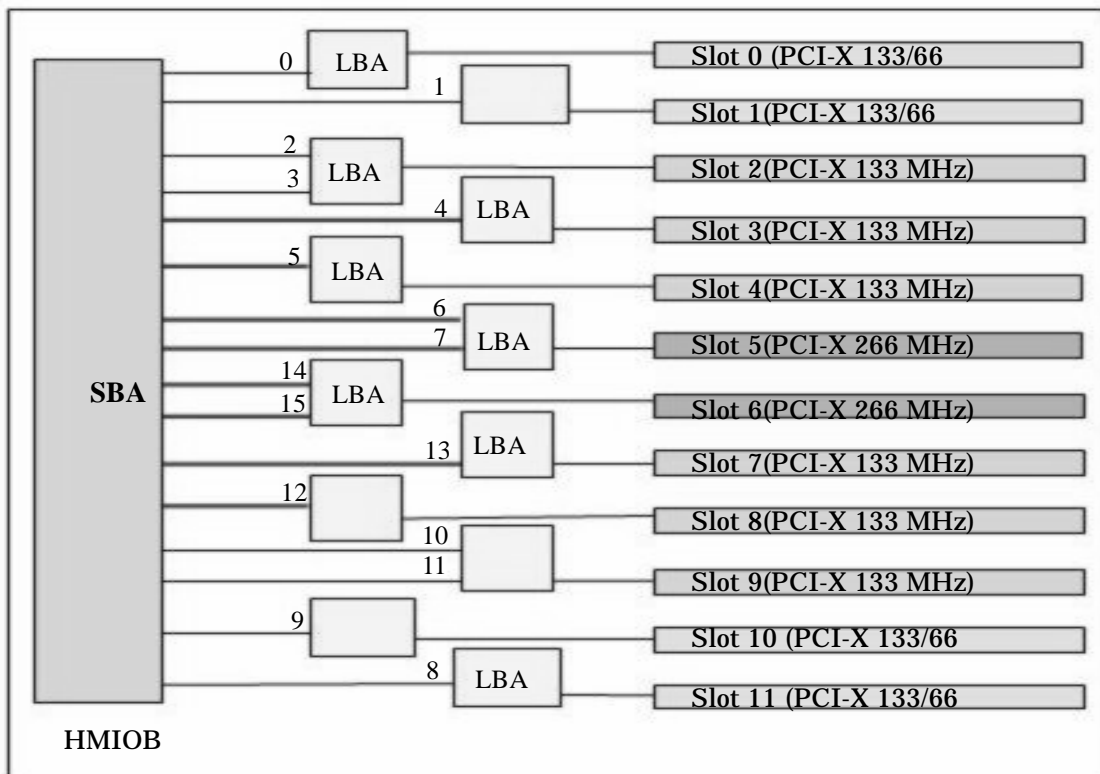 0 LBA Slot 0 (PCI-X 133/66
1 Slot 1(PCI-X 133/66
2 LBA Slot 2(PCI-X 133 MHz)
3
4 LBA Slot 3(PCI-X 133 MHz)
5 LBA Slot 4(PCI-X 133 MHz)
6
7 LBA Slot 5(PCI-X 266 MHz)
14
SBA
15 LBA Slot 6(PCI-X 266 MHz)
13 LBA Slot 7(PCI-X 133 MHz)
12 Slot 8(PCI-X 133 MHz)
10
11 Slot 9(PCI-X 133 MHz)
9 Slot 10 (PCI-X 133/66
8 LBA Slot 11 (PCI-X 133/66
HMIOB